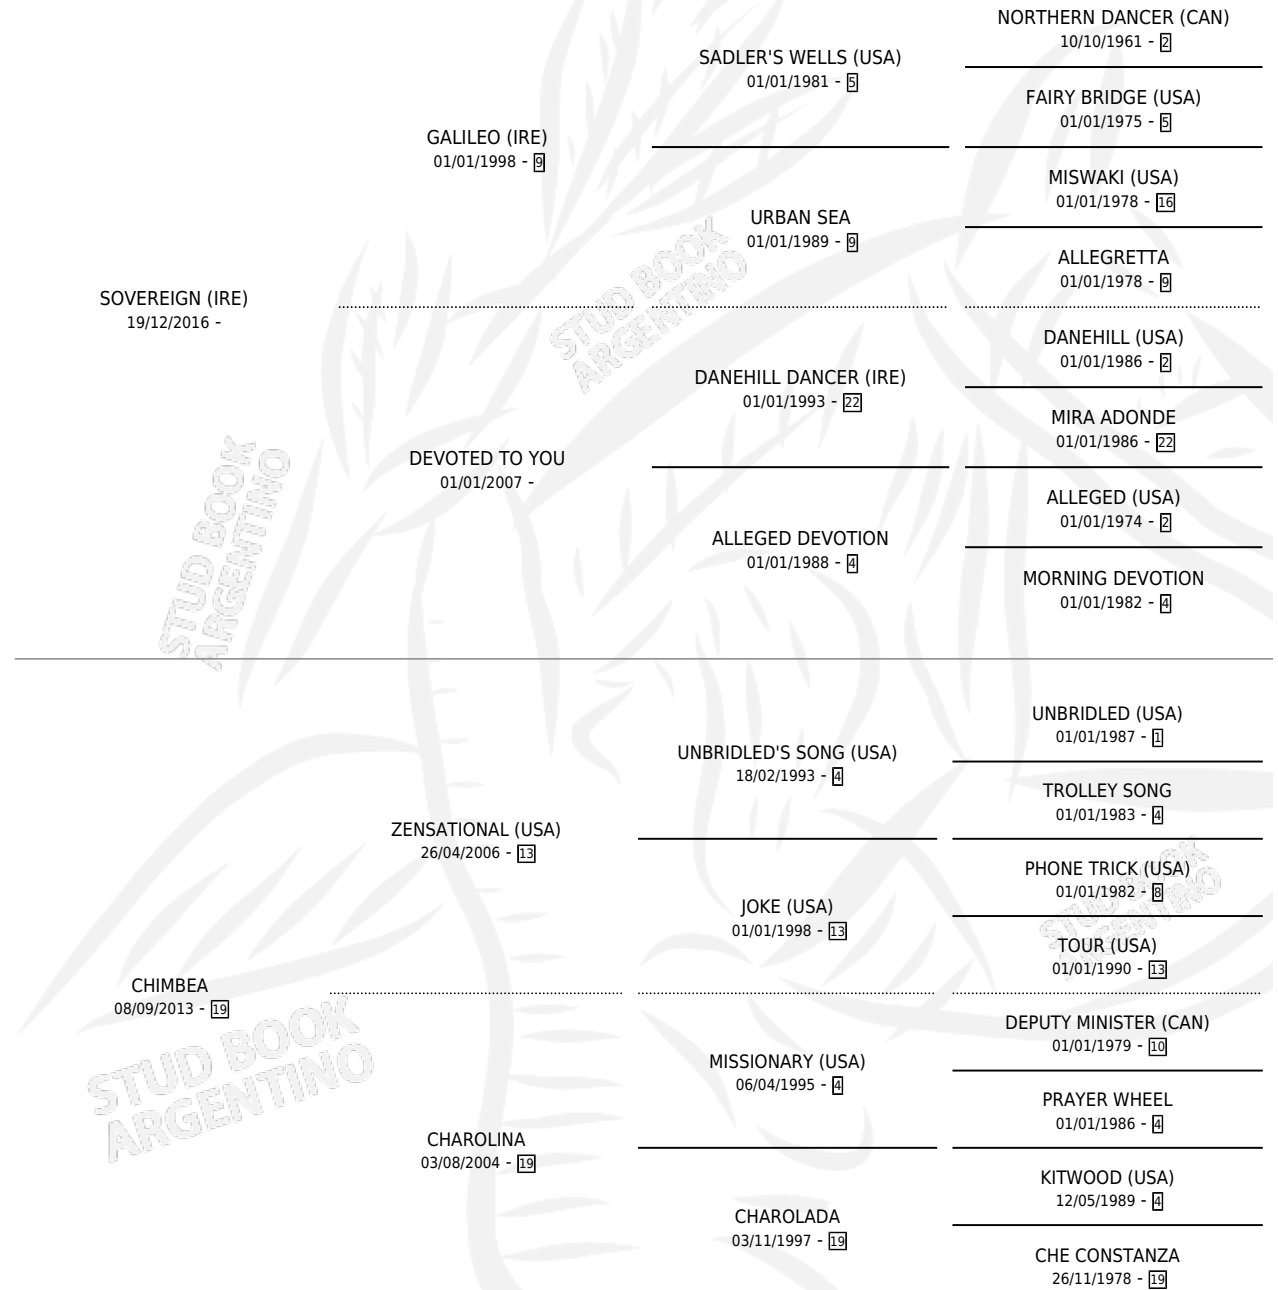 NORTHERN DANCER (CAN)
10/10/1961 - 2
SADLER'S WELLS (USA)
01/01/1981 - 5
FAIRY BRIDGE (USA)
01/01/1975 - 5
GALILEO (IRE)
01/01/1998 - 9
MISWAKI (USA)
01/01/1978 - 16
URBAN SEA
01/01/1989 - 9
ALLEGRETTA
01/01/1978 - 9
SOVEREIGN (IRE)
19/12/2016 -
DANEHILL (USA)
01/01/1986 - 2
DANEHILL DANCER (IRE)
01/01/1993 - 22
MIRA ADONDE
01/01/1986 - 22
DEVOTED TO YOU
01/01/2007 -
ALLEGED (USA)
01/01/1974 - 2
ALLEGED DEVOTION
01/01/1988 - 4
MORNING DEVOTION
01/01/1982 - 4
UNBRIDLED (USA)
01/01/1987 - 1
UNBRIDLED'S SONG (USA)
18/02/1993 - 4
TROLLEY SONG
01/01/1983 - 4
ZENSATIONAL (USA)
26/04/2006 - 13
PHONE TRICK (USA)
01/01/1982 - 8
JOKE (USA)
01/01/1998 - 13
TOUR (USA)
01/01/1990 - 13
CHIMBEA
08/09/2013 - 19
DEPUTY MINISTER (CAN)
01/01/1979 - 10
MISSIONARY (USA)
06/04/1995 - 4
PRAYER WHEEL
01/01/1986 - 4
CHAROLINA
03/08/2004 - 19
KITWOOD (USA)
12/05/1989 - 4
CHAROLADA
03/11/1997 - 19
CHE CONSTANZA
26/11/1978 - 19
STUD BOOK
ARGENTINO
STUD BOOK
ARGENTINO
STUD BOOK
ARGENTINO
STUD BOOK
ARGENTINO